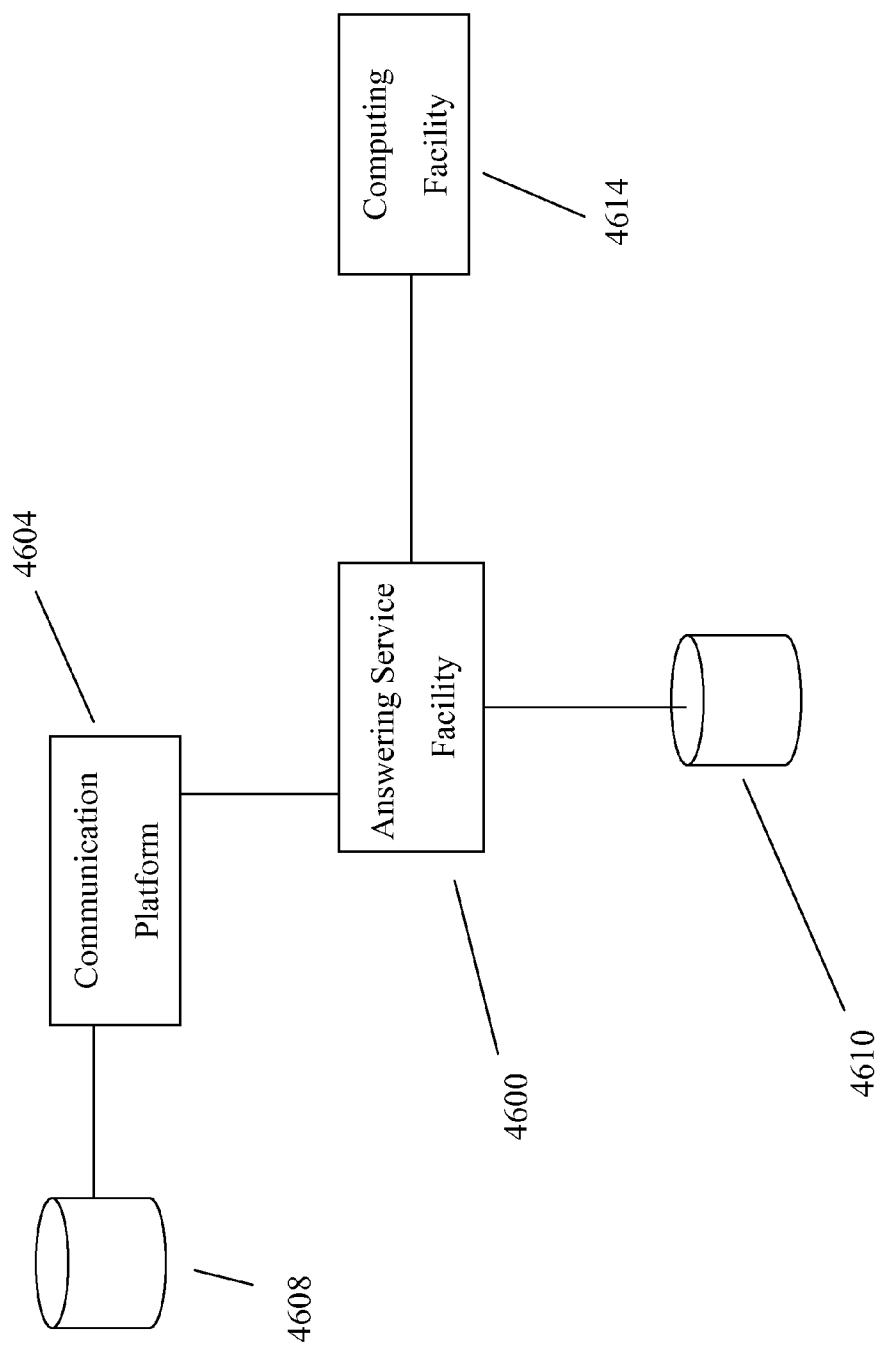 4604
Communication
Platform
4608
Answering Service
Facility
4600
4610
Computing
Facility
4614